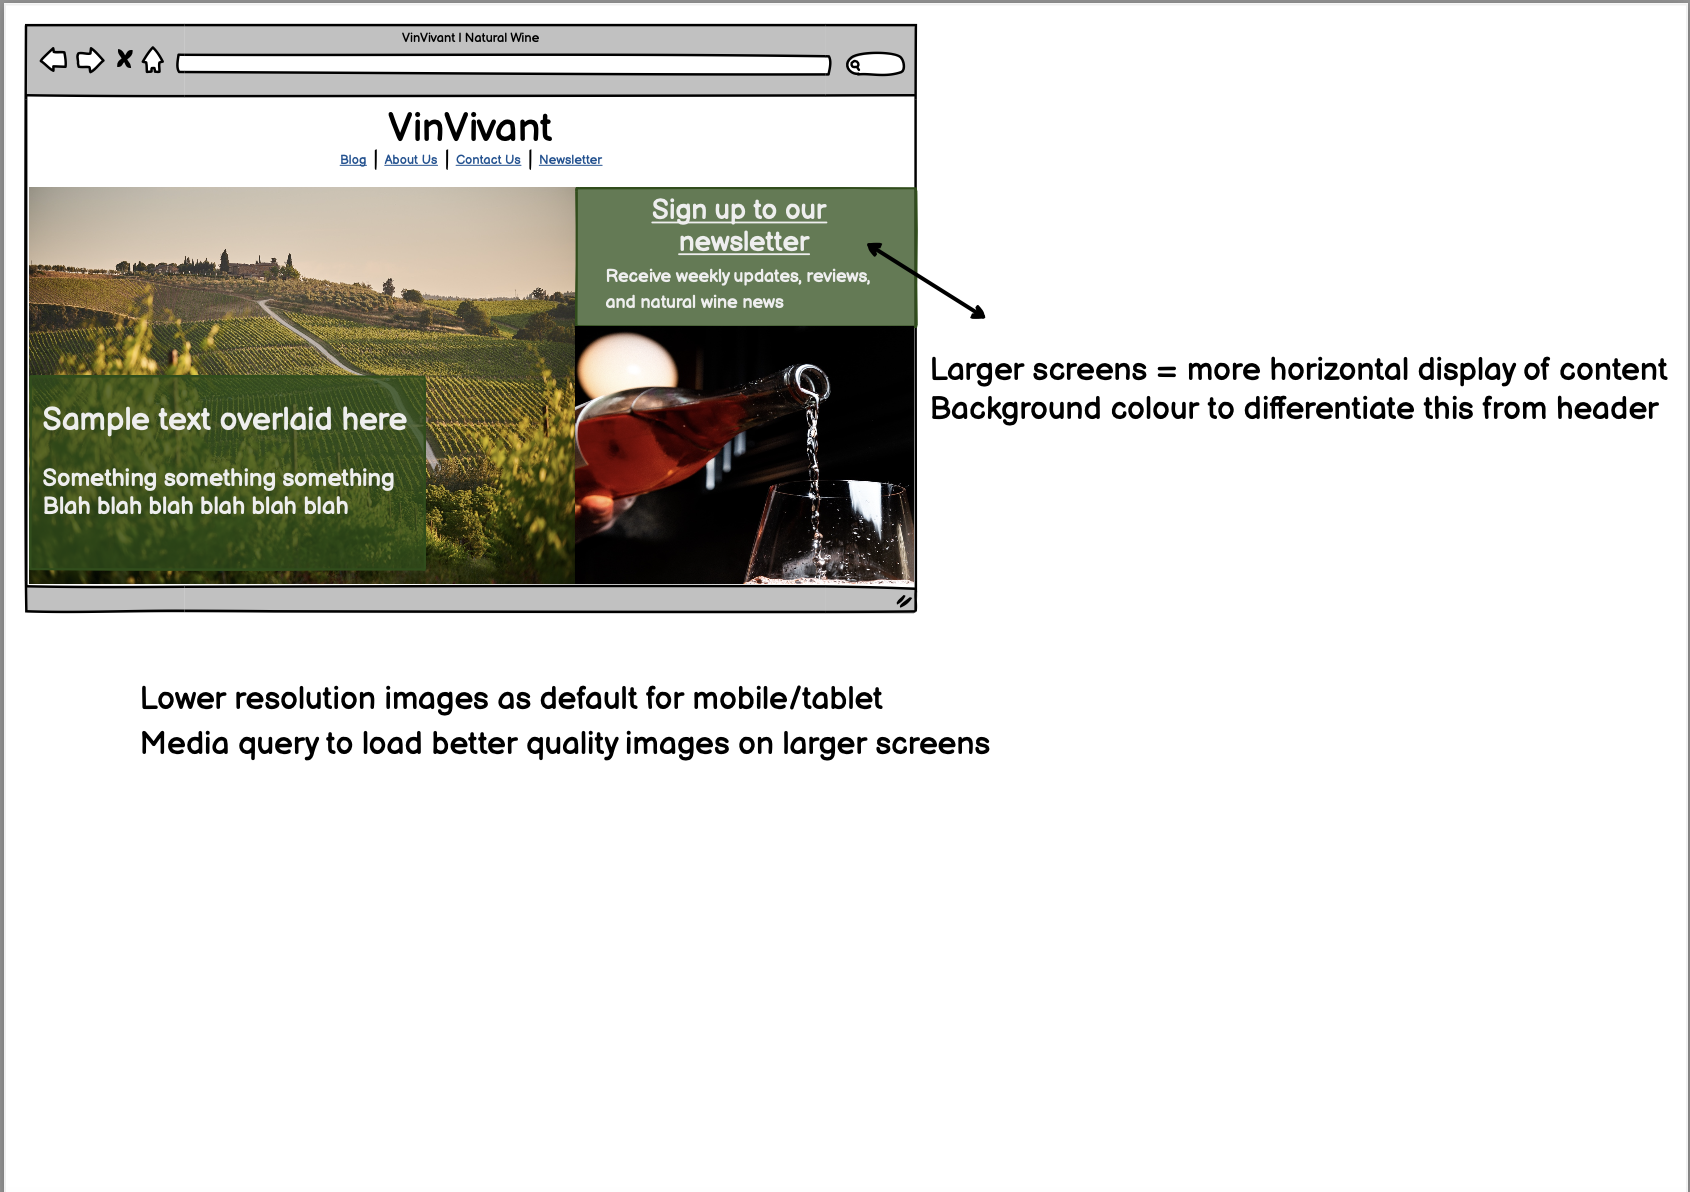 VinVivant | Natural Wine
VinVivant
Blog | About Us | Contact Us | Newsletter
Sign up to our
newsletter
Receive weekly updates, reviews,
and natural wine news
Sample text overlaid here
Something something something
Blah blah blah blah blah blah
Larger screens = more horizontal display of content
Background colour to differentiate this from header
Lower resolution images as default for mobile/tablet
Media query to load better quality images on larger screens